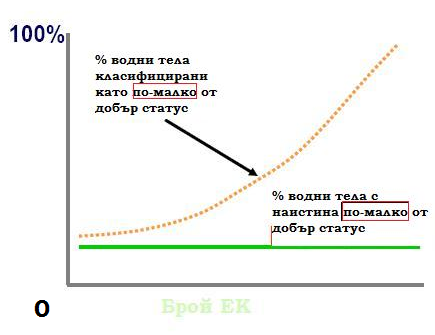 100%
% водни тела
класифицирани
като по-малко от
добър статус
% водни тела с
наистина по-малко от
добър статус
0
Брой ЕК